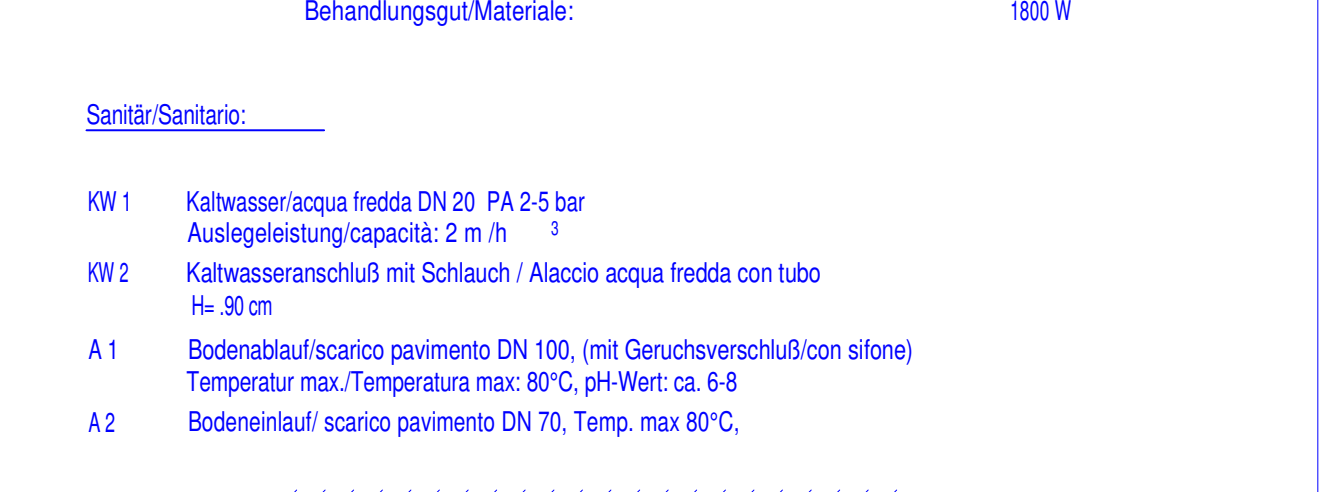 Behandlungsgut/Materiale: 1800 W
Sanitär/Sanitario:
KW 1 Kaltwasser/acqua fredda DN 20 PA 2-5 bar
Auslegeleistung/capacità: 2 m /h 3
KW 2 Kaltwasseranschluß mit Schlauch / Alaccio acqua fredda con tubo
H= .90 cm
A 1 Bodenablauf/scarico pavimento DN 100, (mit Geruchsverschluß/con sifone)
Temperatur max./Temperatura max: 80°C, pH-Wert: ca. 6-8
A 2 Bodeneinlauf/ scarico pavimento DN 70, Temp. max 80°C,